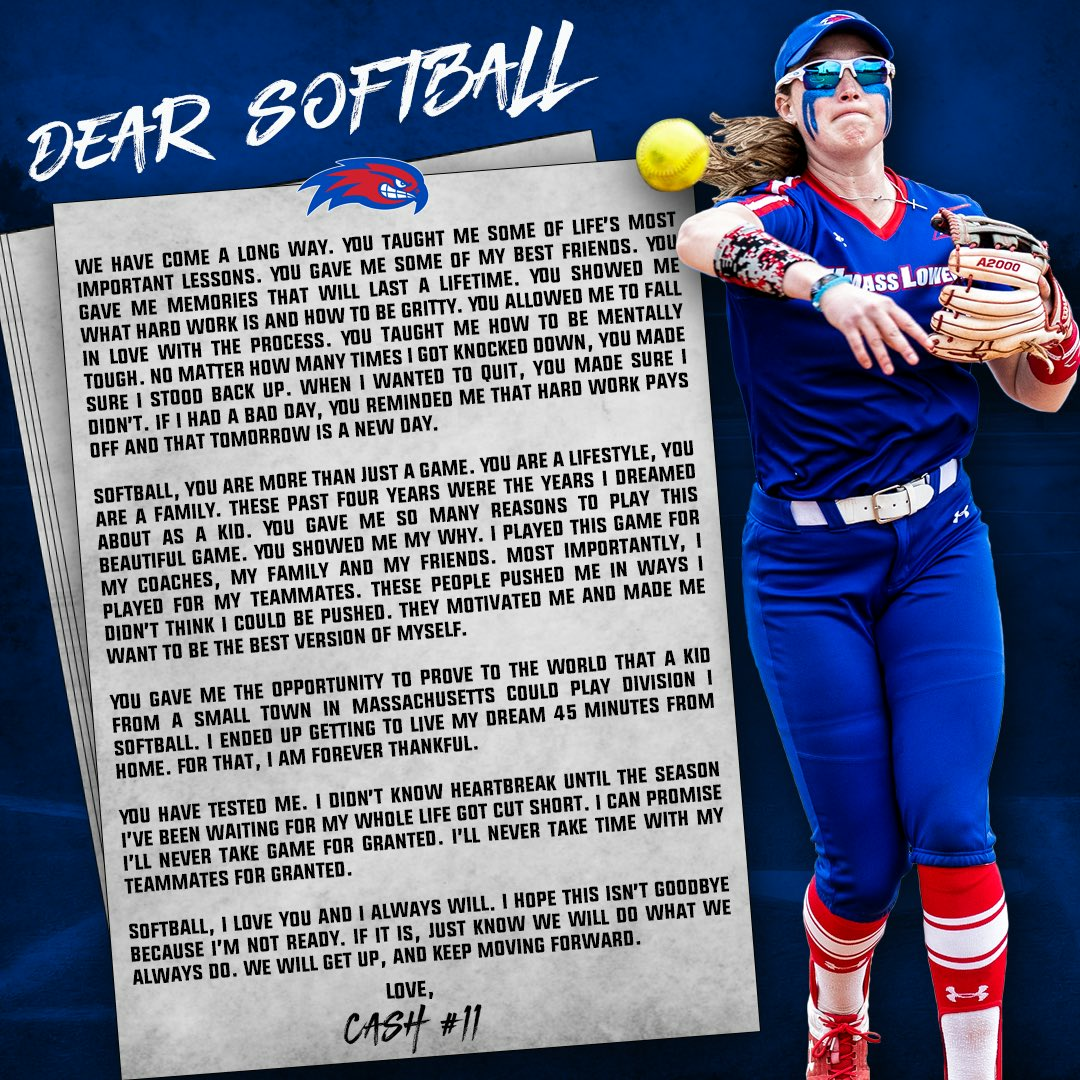 DEAR SOFTBALL
WE HAVE COME A LONG WAY. YOU TAUGHT ME SOME OF LIFE'S MOST
IMPORTANT LESSONS. YOU GAVE ME SOME OF MY BEST FRIENDS. YOU
GAVE ME MEMORIES THAT WILL LAST A LIFETIME. YOU SHOWED ME
WHAT HARD WORK IS AND HOW TO BE GRITTY. YOU ALLOWED ME TO FALL
IN LOVE WITH THE PROCESS. YOU TAUGHT ME HOW TO BE MENTALLY
TOUGH. NO MATTER HOW MANY TIMES I GOT KNOCKED DOWN, YOU MADE
SURE I STOOD BACK UP. WHEN I WANTED TO QUIT, YOU MADE SURE I
DIDN'T. IF I HAD A BAD DAY, YOU REMINDED ME THAT HARD WORK PAYS
OFF AND THAT TOMORROW IS A NEW DAY.
SOFTBALL, YOU ARE MORE THAN JUST A GAME. YOU ARE A LIFESTYLE, YOU
ARE A FAMILY. THESE PAST FOUR YEARS WERE THE YEARS I DREAMED
ABOUT AS A KID. YOU GAVE ME SO MANY REASONS TO PLAY THIS
BEAUTIFUL GAME. YOU SHOWED ME MY WHY. I PLAYED THIS GAME FOR
MY COACHES, MY FAMILY AND MY FRIENDS. MOST IMPORTANTLY, I
PLAYED FOR MY TEAMMATES. THESE PEOPLE PUSHED ME IN WAYS I
DIDN'T THINK I COULD BE PUSHED. THEY MOTIVATED ME AND MADE ME
WANT TO BE THE BEST VERSION OF MYSELF.
YOU GAVE ME THE OPPORTUNITY TO PROVE TO THE WORLD THAT A KID
FROM A SMALL TOWN IN MASSACHUSETTS COULD PLAY DIVISION I
SOFTBALL. I ENDED UP GETTING TO LIVE MY DREAM 45 MINUTES FROM
HOME. FOR THAT, I AM FOREVER THANKFUL.
YOU HAVE TESTED ME. I DIDN'T KNOW HEARTBREAK UNTIL THE SEASON
I'VE BEEN WAITING FOR MY WHOLE LIFE GOT CUT SHORT. I CAN PROMISE
I'LL NEVER TAKE GAME FOR GRANTED. I'LL NEVER TAKE TIME WITH MY
TEAMMATES FOR GRANTED.
SOFTBALL, I LOVE YOU AND I ALWAYS WILL. I HOPE THIS ISN'T GOODBYE
BECAUSE I'M NOT READY. IF IT IS, JUST KNOW WE WILL DO WHAT WE
ALWAYS DO. WE WILL GET UP, AND KEEP MOVING FORWARD.
LOVE,
CASH #11
A2000
MASS LOWE